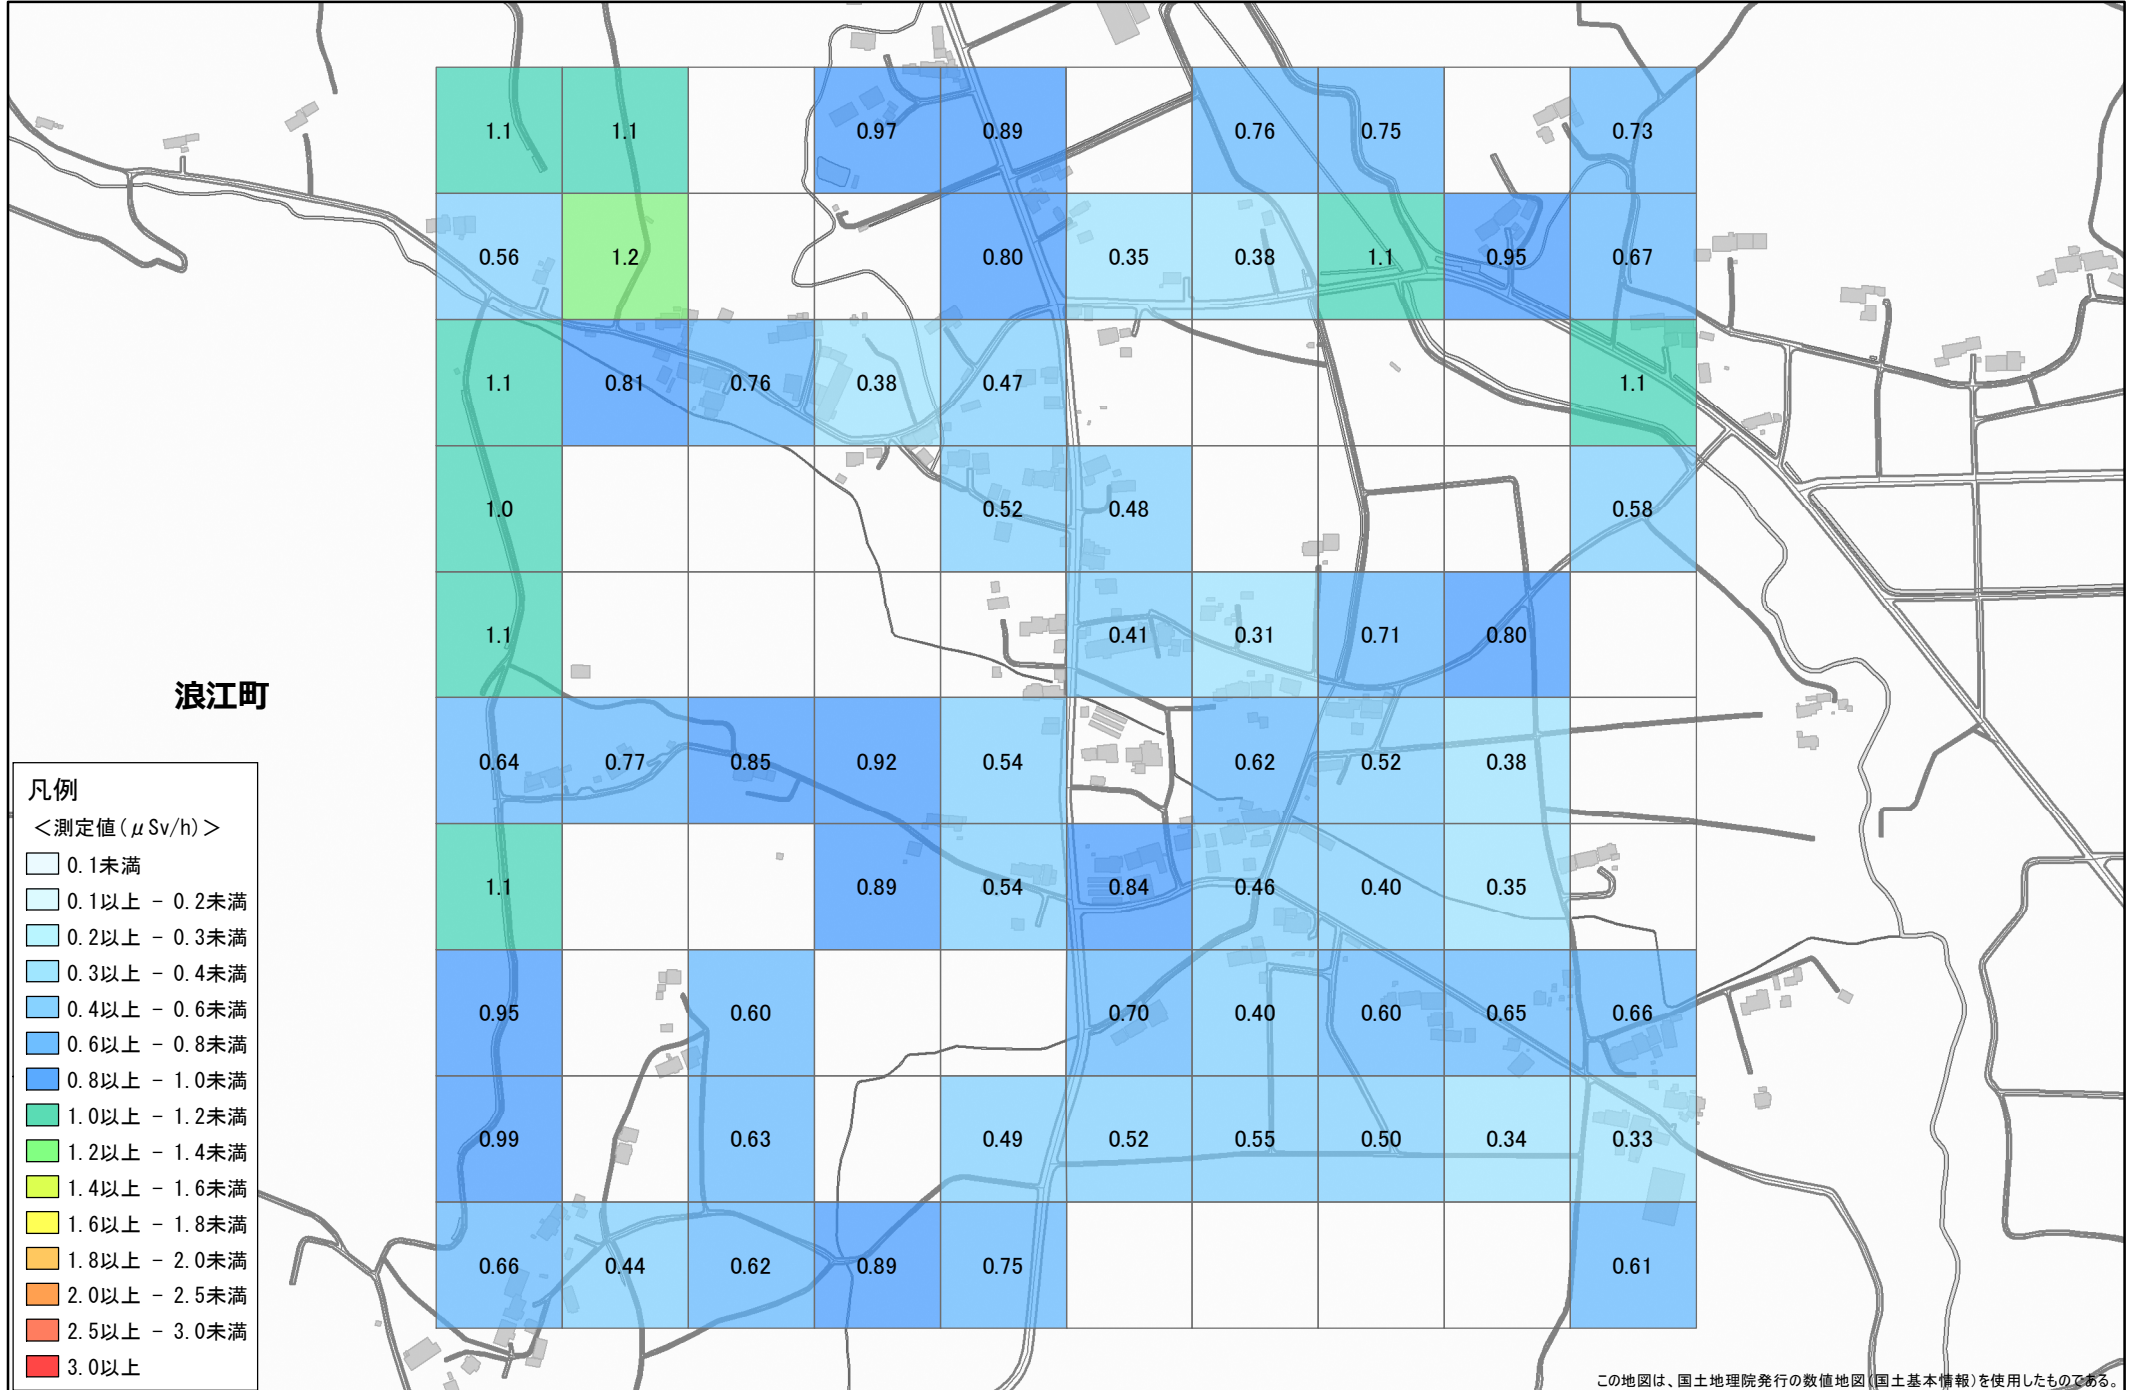 1.1 1.1 0.97 0.89 0.76 0.75 0.73
0.56 1.2 0.80 0.35 0.38 1.1 0.95 0.67
1.1 0.81 0.76 0.38 0.47 1.1
1.0 0.52 0.48 0.58
1.1 0.41 0.31 0.71 0.80
浪江町
0.64 0.77 0.85 0.92 0.54 0.62 0.52 0.38
1.1 0.89 0.54 0.84 0.46 0.40 0.35
0.95 0.60 0.70 0.40 0.60 0.65 0.66
0.99 0.63 0.49 0.52 0.55 0.50 0.34 0.33
0.66 0.44 0.62 0.89 0.75 0.61
凡例
＜測定値(μSv/h)＞
0.1未満
0.1以上 － 0.2未満
0.2以上 － 0.3未満
0.3以上 － 0.4未満
0.4以上 － 0.6未満
0.6以上 － 0.8未満
0.8以上 － 1.0未満
1.0以上 － 1.2未満
1.2以上 － 1.4未満
1.4以上 － 1.6未満
1.6以上 － 1.8未満
1.8以上 － 2.0未満
2.0以上 － 2.5未満
2.5以上 － 3.0未満
3.0以上
この地図は、国土地理院発行の数値地図(国土基本情報)を使用したものである。